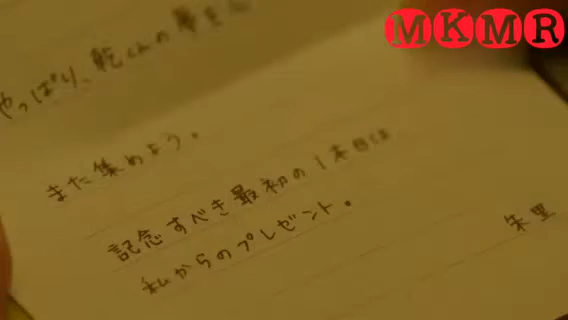 MKMR
やっぱり、乾くんの
また集めよう。
記念すべき最初の1本目は
私からのプレゼント。
朱里